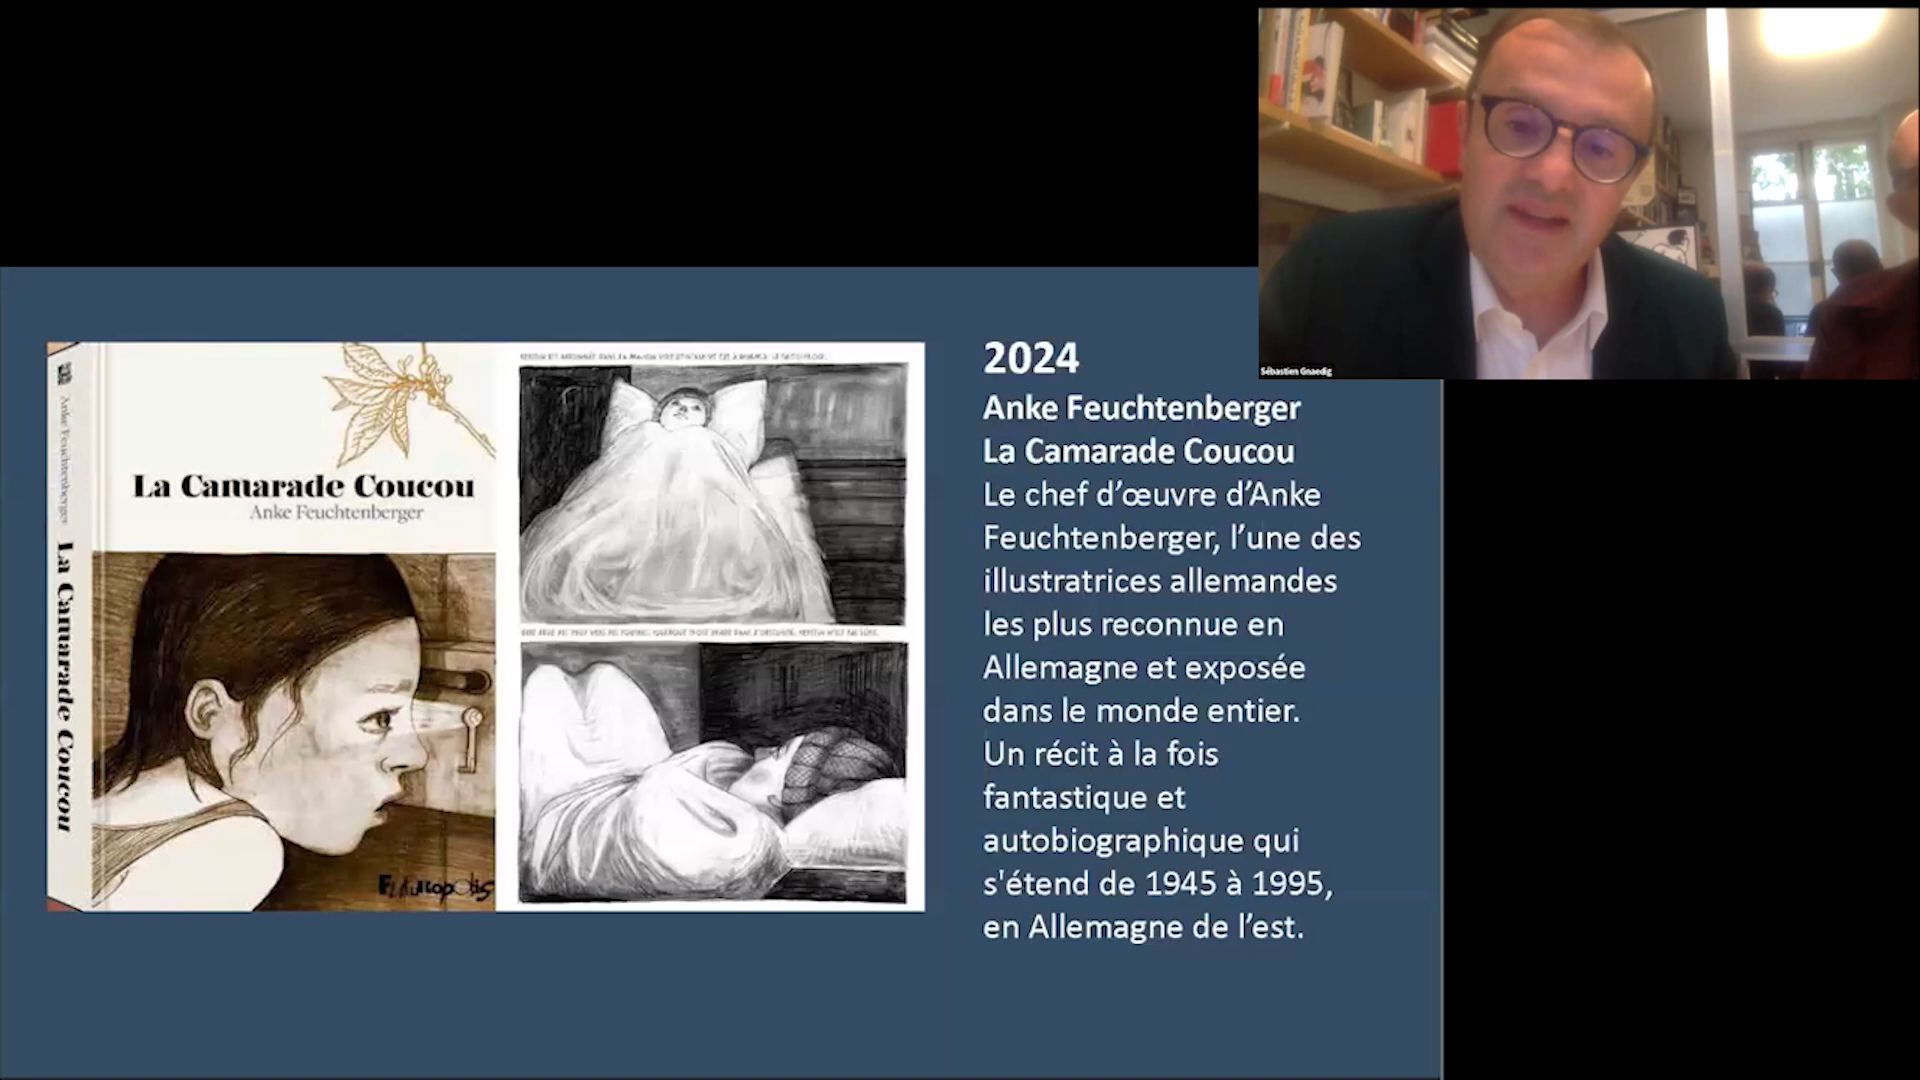 Sébastien Gnaedig
Anke Feuchtenberger La Camarade Coucou
La Camarade Coucou
Anke Feuchtenberger
Futuropolis
2024
Anke Feuchtenberger
La Camarade Coucou
Le chef d’œuvre d’Anke
Feuchtenberger, l’une des
illustratrices allemandes
les plus reconnue en
Allemagne et exposée
dans le monde entier.
Un récit à la fois
fantastique et
autobiographique qui
s'étend de 1945 à 1995,
en Allemagne de l’est.